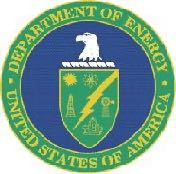 DEPARTMENT OF ENERGY
UNITED STATES OF AMERICA